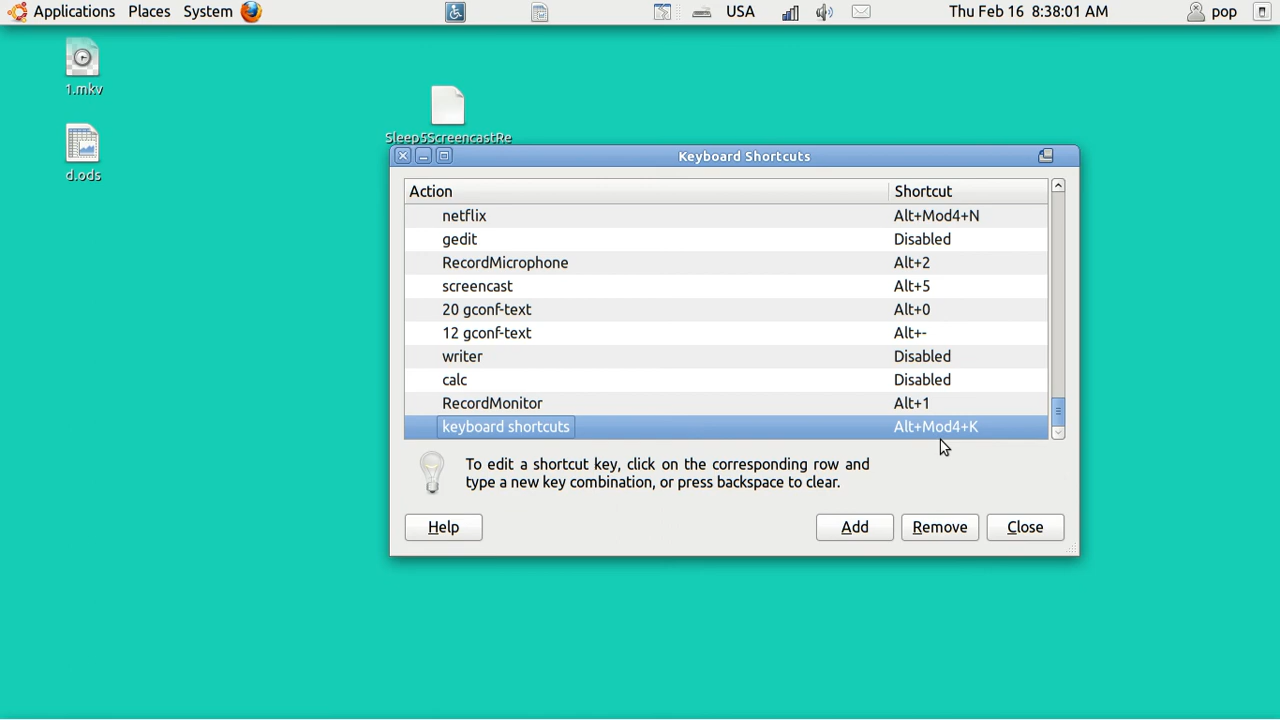 Applications Places System USA Thu Feb 16 8:38:01 AM pop
1.mkv
Sleep5ScreencastRe
d.ods
Keyboard Shortcuts
Action Shortcut
netflix Alt+Mod4+N
gedit Disabled
RecordMicrophone Alt+2
screencast Alt+5
20 gconf-text Alt+0
12 gconf-text Alt+-
writer Disabled
calc Disabled
RecordMonitor Alt+1
keyboard shortcuts Alt+Mod4+K
To edit a shortcut key, click on the corresponding row and
type a new key combination, or press backspace to clear.
Help Add Remove Close